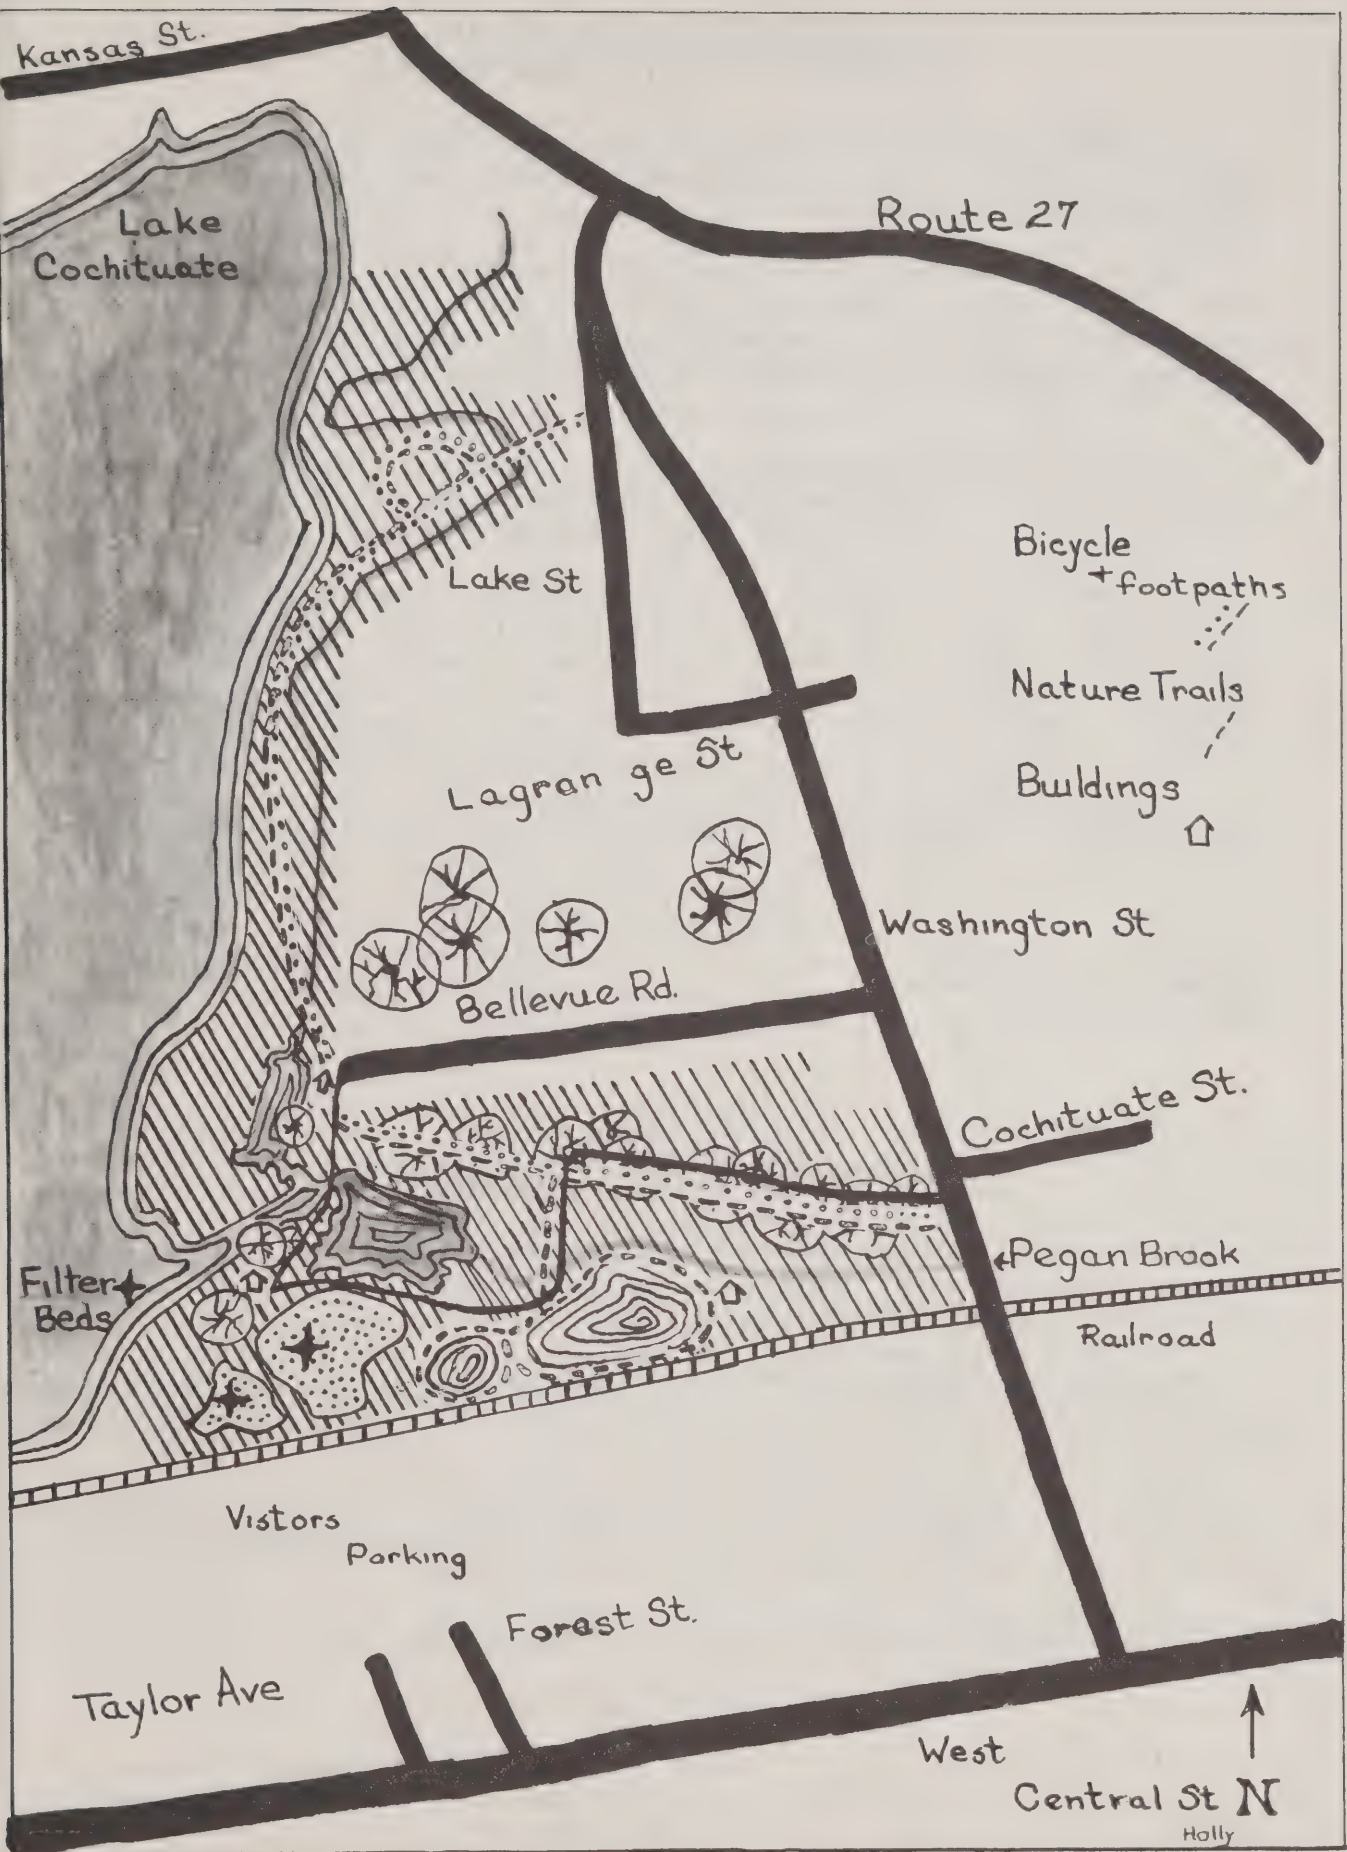 Kansas St.
Lake
Cochituate
Route 27
Bicycle
+ footpaths
Lake St
Nature Trails
Lagran ge St
Buildings
Washington St
Bellevue Rd.
Cochituate St.
Pegan Brook
Filter
Beds
Railroad
Vistors
Parking
Forest St.
Taylor Ave
West
Central St N
Holly